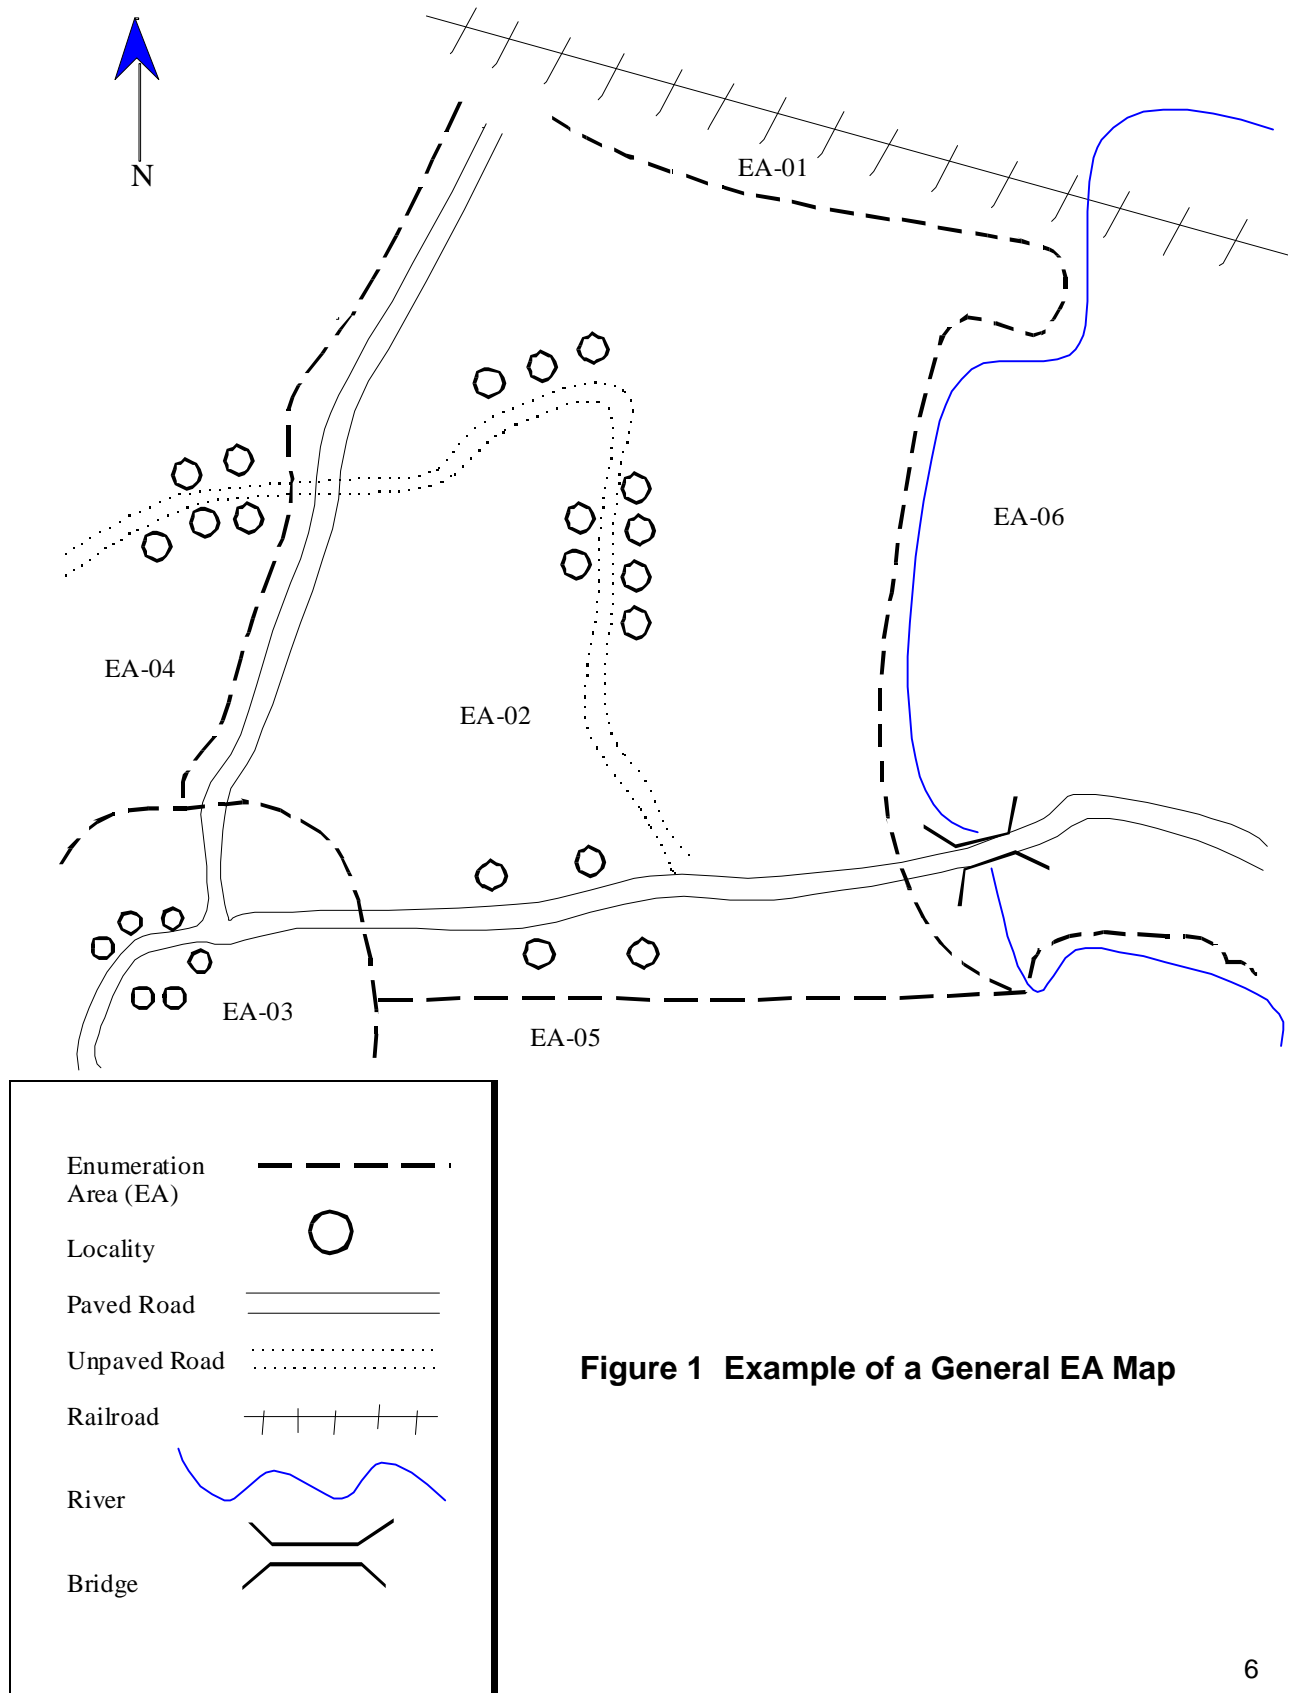 N
EA-01
EA-06
EA-04
EA-02
EA-03
EA-05
Enumeration
Area (EA)
Locality
Paved Road
Unpaved Road
Railroad
River
Bridge
Figure 1 Example of a General EA Map
6